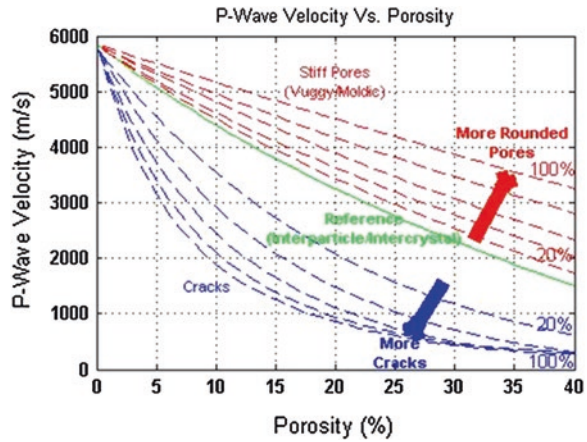 P-Wave Velocity Vs. Porosity
6000
5000
4000
3000
2000
1000
0
P-Wave Velocity (m/s)
Stiff Pores
(Vuggy/Moldic)
More Rounded
Pores
100%
20%
Reference
(Interparticle/Intercrystal)
Cracks
More
Cracks
20%
100%
0 5 10 15 20 25 30 35 40
Porosity (%)